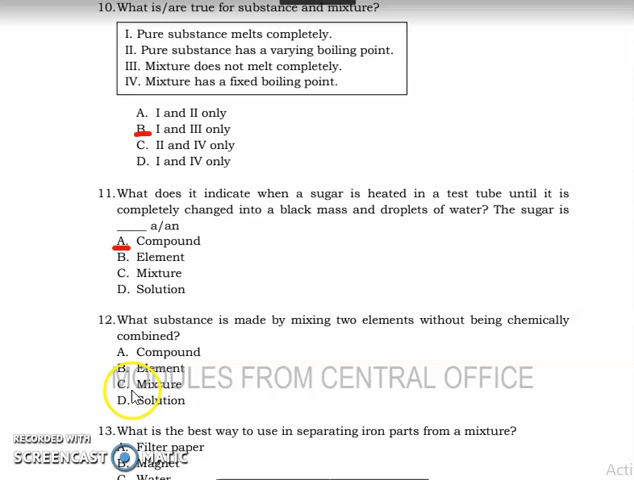 10. What is/are true for substance and mixture?
I. Pure substance melts completely.
II. Pure substance has a varying boiling point.
III. Mixture does not melt completely.
IV. Mixture has a fixed boiling point.
A. I and II only
B. I and III only
C. II and IV only
D. I and IV only
11. What does it indicate when a sugar is heated in a test tube until it is
completely changed into a black mass and droplets of water? The sugar is
_____ a/an
A. Compound
B. Element
C. Mixture
D. Solution
12. What substance is made by mixing two elements without being chemically
combined?
A. Compound
B. Element
MODULES FROM CENTRAL OFFICE
C. Mixture
D. Solution
13. What is the best way to use in separating iron parts from a mixture?
A. Filter paper
B. Magnet
C. Water
RECORDED WITH
SCREENCAST MATIC
Acti